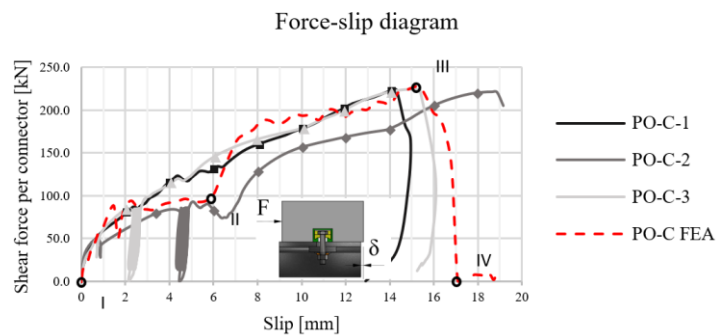 Force-slip diagram
III
Shear force per connector [kN]
250.0
200.0
150.0
100.0
50.0
0.0
F
II
δ
IV
I
0 2 4 6 8 10 12 14 16 18 20
Slip [mm]
PO-C-1
PO-C-2
PO-C-3
PO-C FEA